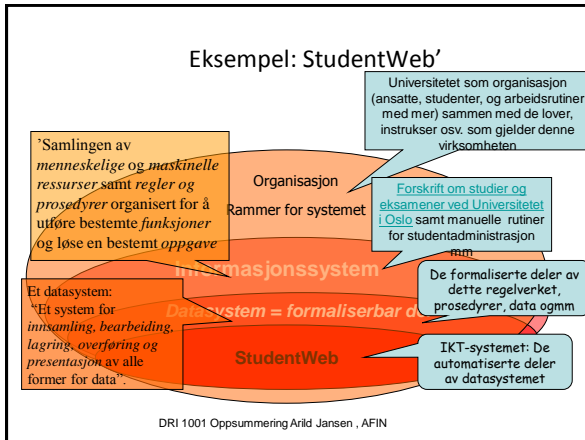 Eksempel: StudentWeb’
Universitetet som organisasjon
(ansatte, studenter, og arbeidsrutiner
med mer) sammen med de lover,
instrukser osv. som gjelder denne
virksomheten
’Samlingen av
menneskelige og maskinelle
ressurser samt regler og
prosedyrer organisert for å
utføre bestemte funksjoner
og løse en bestemt oppgave
Organisasjon
Rammer for systemet
Forskrift om studier og
eksamener ved Universitetet
i Oslo samt manuelle rutiner
for studentadministrasjon
mm
Informasjonssystem
De formaliserte deler av
dette regelverket,
prosedyrer, data ogmm
Et datasystem:
“Et system for
innsamling, bearbeiding,
lagring, overføring og
presentasjon av alle
former for data”.
Datasystem = formaliserbar
StudentWeb
IKT-systemet: De
automatiserte deler
av datasystemet
DRI 1001 Oppsummering Arild Jansen , AFIN